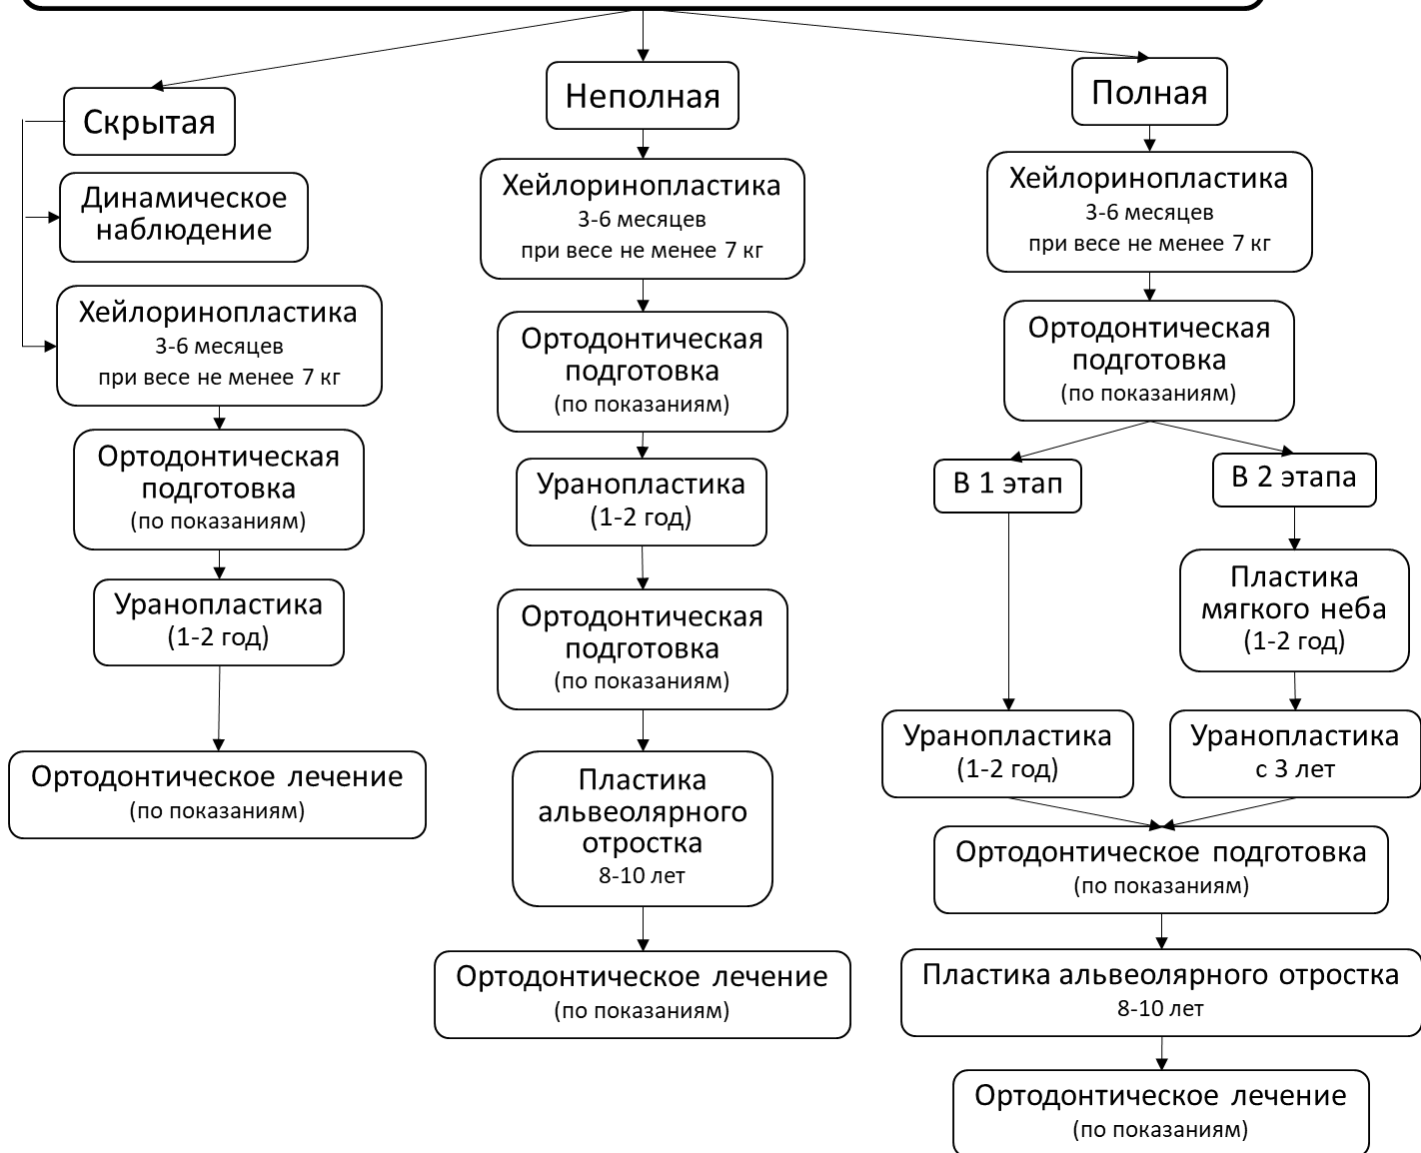 Скрытая
Динамическое
наблюдение
Хейлоринопластика
3-6 месяцев
при весе не менее 7 кг
Ортодонтическая
подготовка
(по показаниям)
Уранопластика
(1-2 год)
Ортодонтическое лечение
(по показаниям)
Неполная
Хейлоринопластика
3-6 месяцев
при весе не менее 7 кг
Ортодонтическая
подготовка
(по показаниям)
Уранопластика
(1-2 год)
Ортодонтическая
подготовка
(по показаниям)
Пластика
альвеолярного
отростка
8-10 лет
Ортодонтическое лечение
(по показаниям)
Полная
Хейлоринопластика
3-6 месяцев
при весе не менее 7 кг
Ортодонтическая
подготовка
(по показаниям)
В 1 этап
Уранопластика
(1-2 год)
В 2 этапа
Пластика
мягкого неба
(1-2 год)
Уранопластика
с 3 лет
Ортодонтическое подготовка
(по показаниям)
Пластика альвеолярного отростка
8-10 лет
Ортодонтическое лечение
(по показаниям)